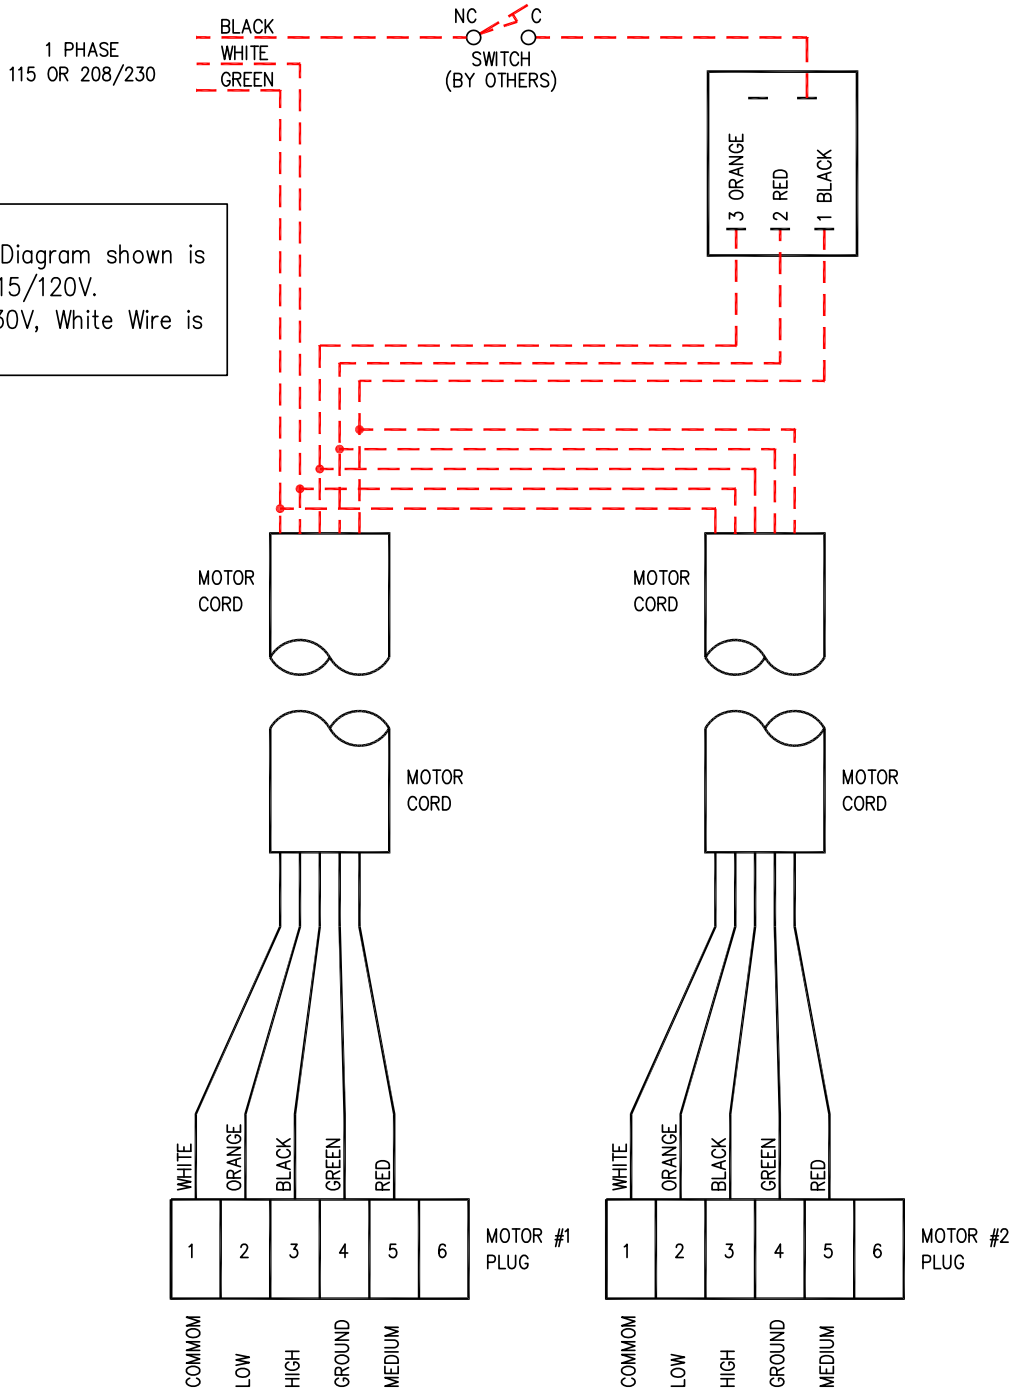 BLACK
NC
C
1 PHASE
115 OR 208/230
WHITE
SWITCH
(BY OTHERS)
GREEN
3 ORANGE
2 RED
1 BLACK
Diagram shown is
15/120V.
30V, White Wire is
MOTOR
CORD
MOTOR
CORD
MOTOR
CORD
MOTOR
CORD
WHITE
ORANGE
BLACK
GREEN
RED
WHITE
ORANGE
BLACK
GREEN
RED
1
2
3
4
5
6
MOTOR #1
PLUG
1
2
3
4
5
6
MOTOR #2
PLUG
COMMOM
LOW
HIGH
GROUND
MEDIUM
COMMOM
LOW
HIGH
GROUND
MEDIUM